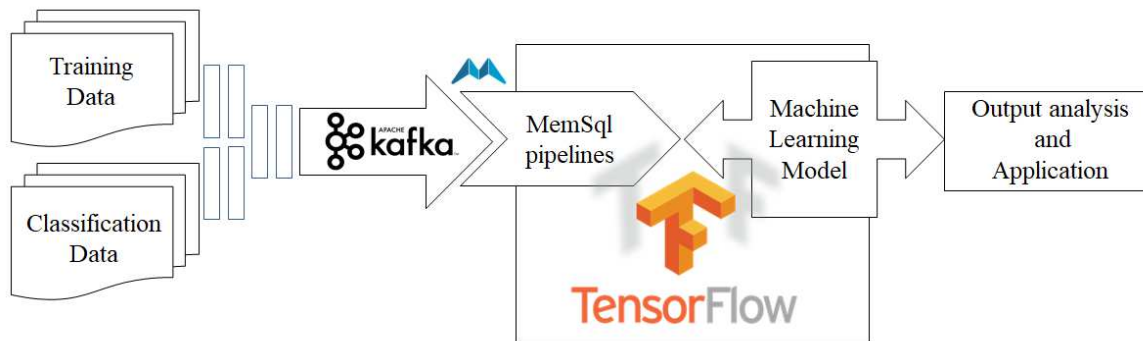 Training
Data
Classification
Data
APACHE
kafka
MemSql
pipelines
TensorFlow
Machine
Learning
Model
Output analysis
and
Application